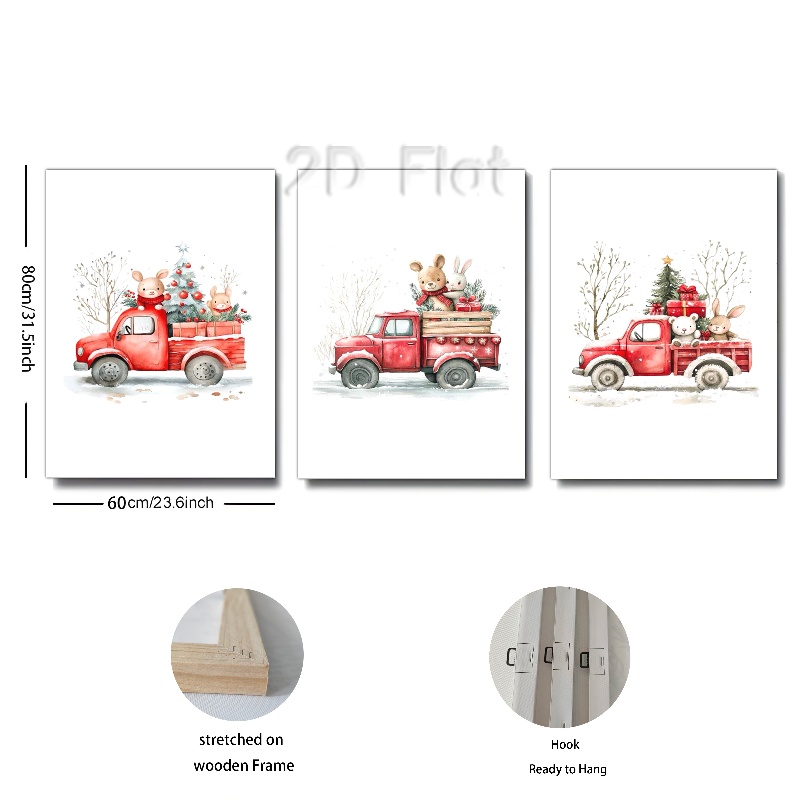 2D Flat
80cm/31.5inch
60cm/23.6inch
stretched on
wooden Frame
Hook
Ready to Hang